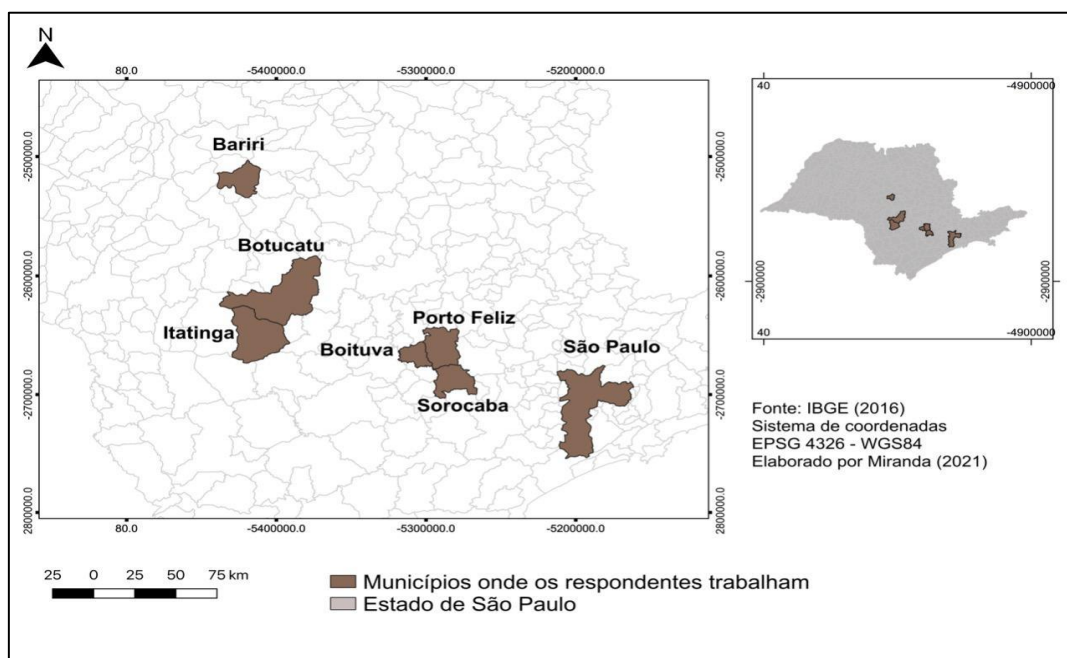 N
80.0 -5400000.0 -5300000.0 -5200000.0
-2500000.0 -2500000.0
-2600000.0 -2600000.0
-2700000.0 -2700000.0
-2800000.0 -2800000.0
Bariri
Botucatu
Itatinga
Porto Feliz
Boituva
São Paulo
Sorocaba
80.0 -5400000.0 -5300000.0 -5200000.0
40 -4900000
-2900000 -2900000
40 -4900000
Fonte: IBGE (2016)
Sistema de coordenadas
EPSG 4326 - WGS84
Elaborado por Miranda (2021)
25 0 25 50 75 km
Municípios onde os respondentes trabalham
Estado de São Paulo